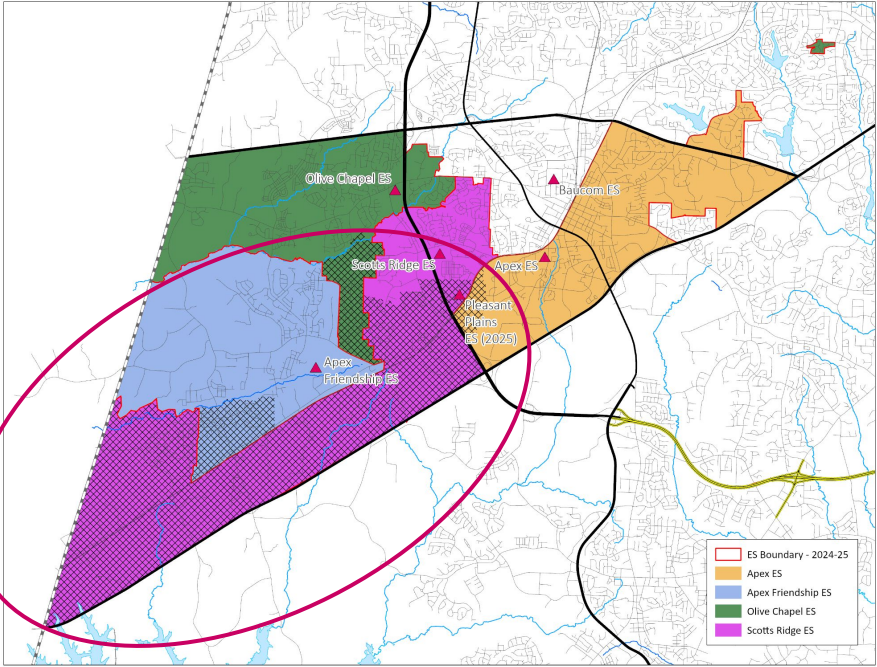 Olive Chapel ES
Baucom ES
Scotts Ridge ES
Apex ES
Pleasant
Plains
ES (2025)
Apex
Friendship ES
ES Boundary - 2024-25
Apex ES
Apex Friendship ES
Olive Chapel ES
Scotts Ridge ES